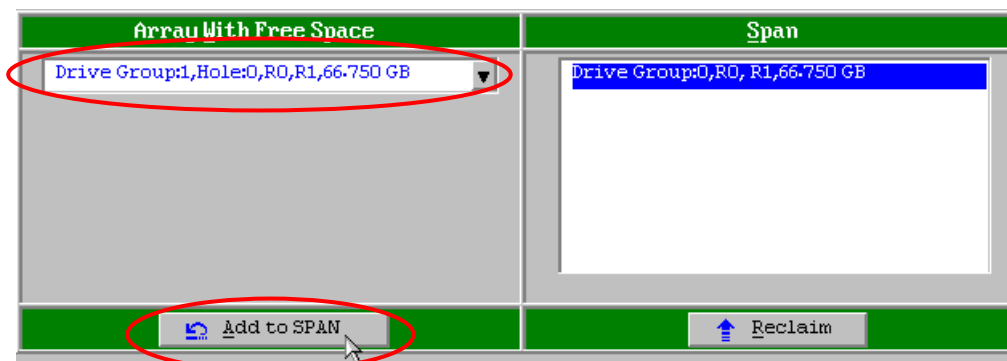 Array With Free Space
Span
Drive Group:1,Hole:0,R0,R1,66.750 GB
Drive Group:0,R0, R1,66.750 GB
Add to SPAN
Reclaim